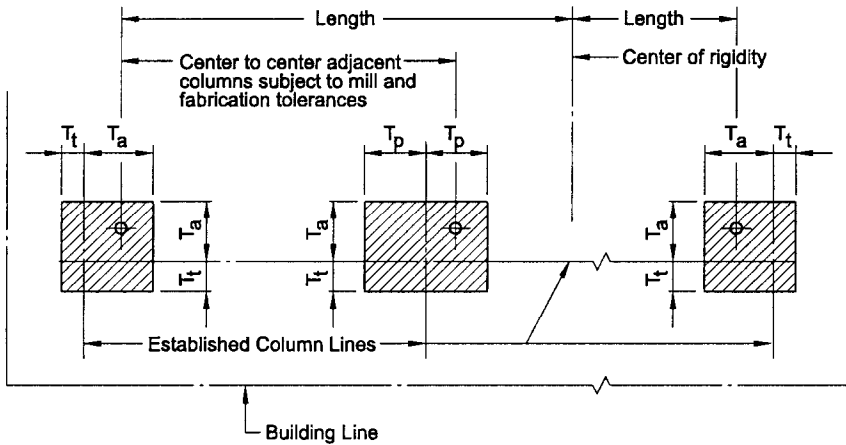 Length
Length
Center to center adjacent
columns subject to mill and
fabrication tolerances
Center of rigidity
Tt
Ta
Tp
Tp
Ta
Tt
Ta
Tt
Ta
Tt
Ta
Tt
Established Column Lines
Building Line